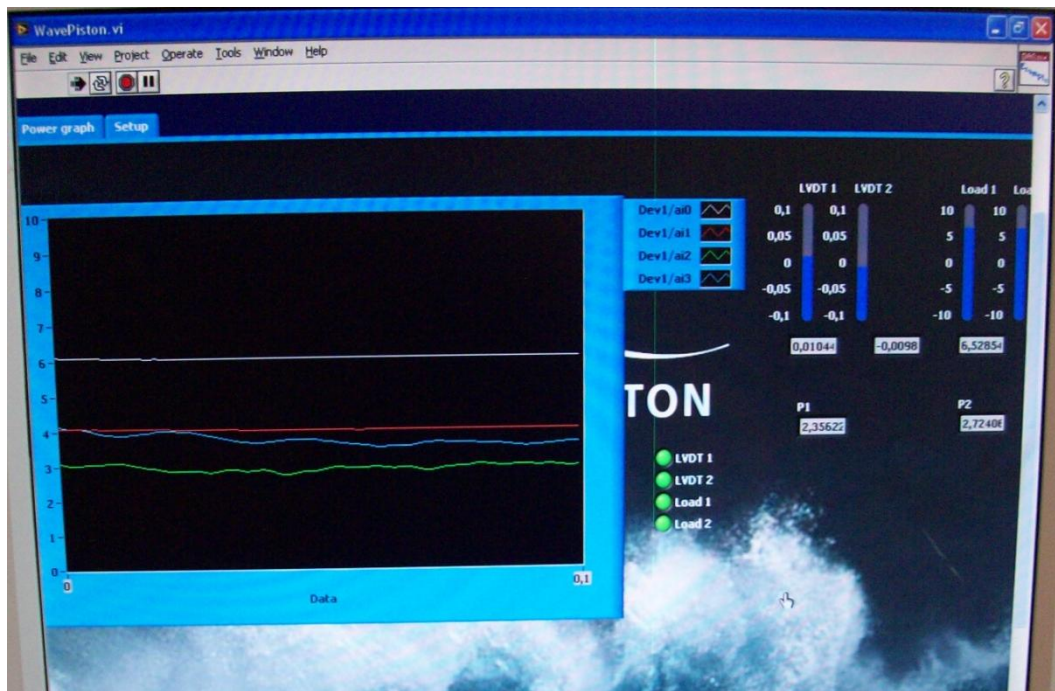 WavePiston.vi
File Edit View Project Operate Tools Window Help
Power graph Setup
10
9
8
7
6
5
4
3
2
1
0
0 0,1
Data
Dev1/ai0
Dev1/ai1
Dev1/ai2
Dev1/ai3
LVDT 1 LVDT 2 Load 1 Loa
0,1 0,1 10 10
0,05 0,05 5 5
0 0 0 0
-0,05 -0,05 -5 -5
-0,1 -0,1 -10 -10
0,01044 -0,0098 6,52854
TON
P1 P2
2,35622 2,72406
LVDT 1
LVDT 2
Load 1
Load 2
?